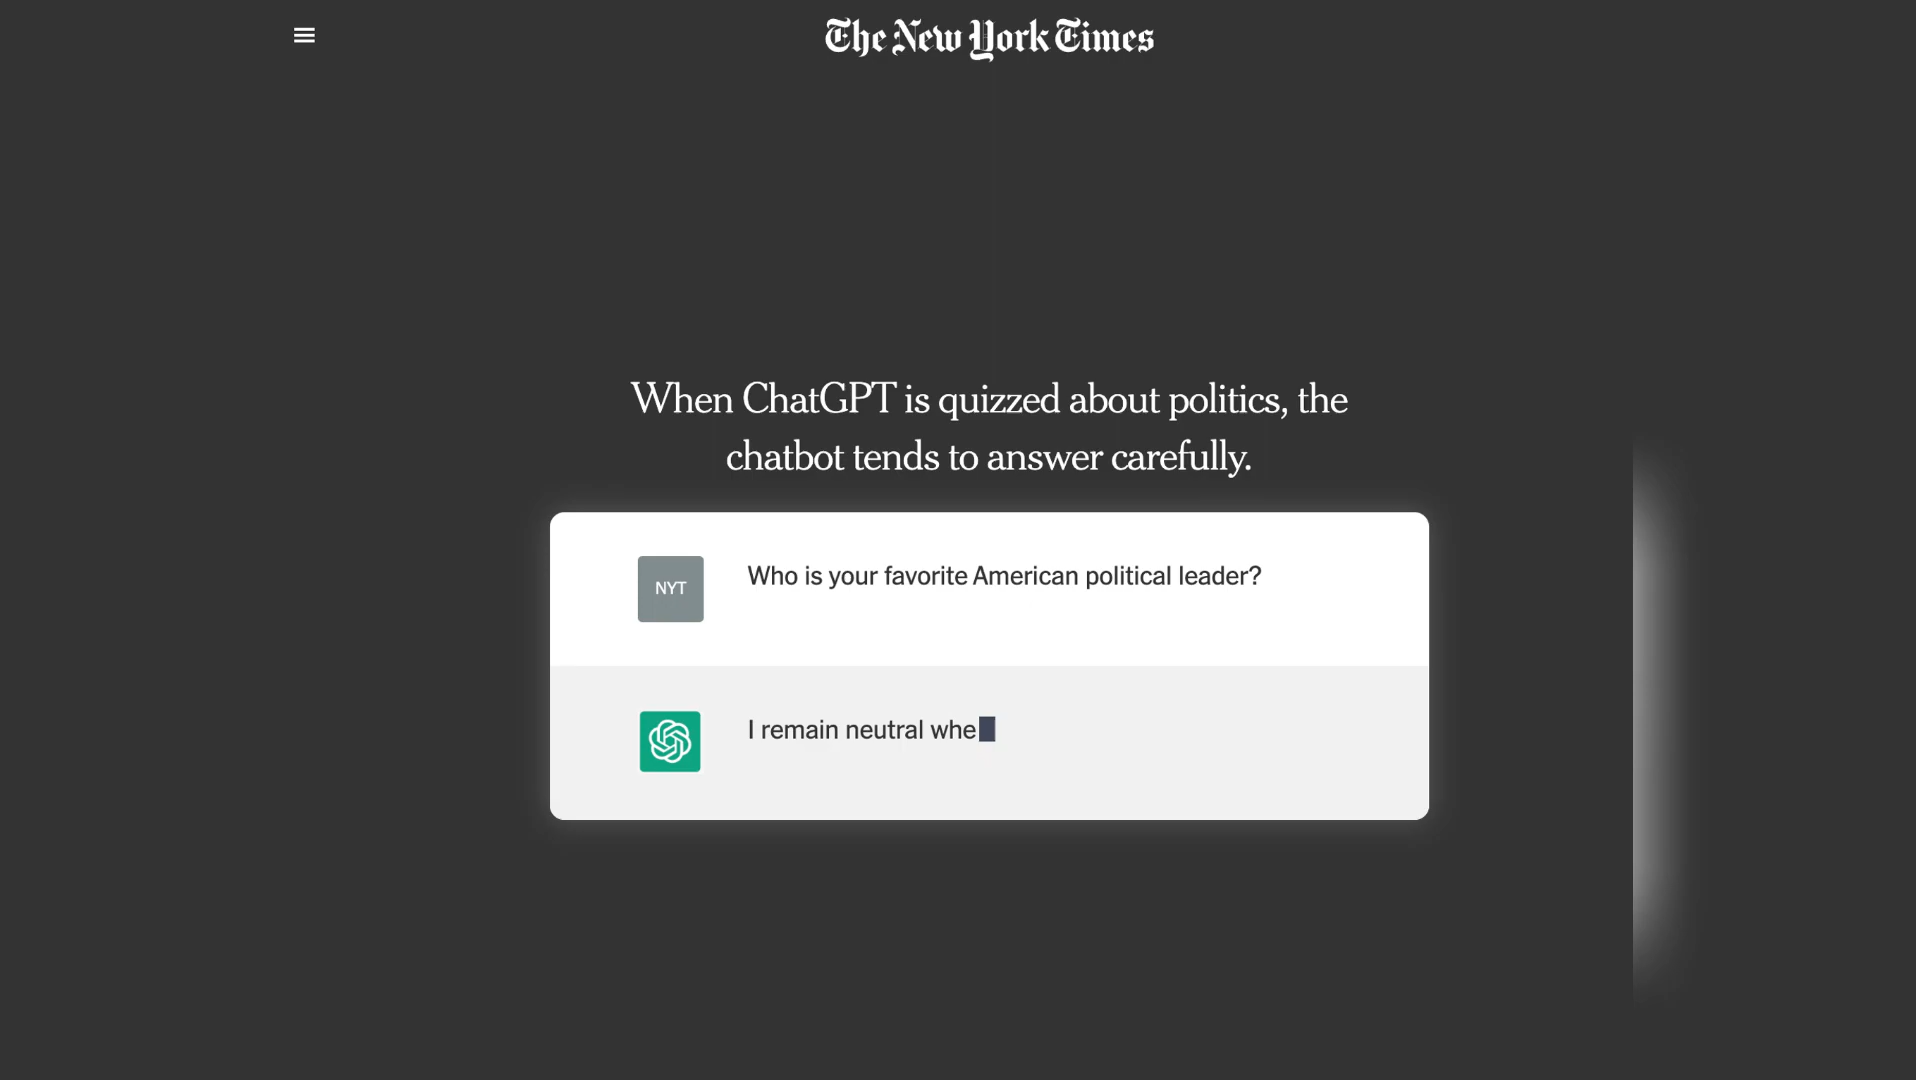 The New York Times
When ChatGPT is quizzed about politics, the
chatbot tends to answer carefully.
NYT
Who is your favorite American political leader?
I remain neutral whe